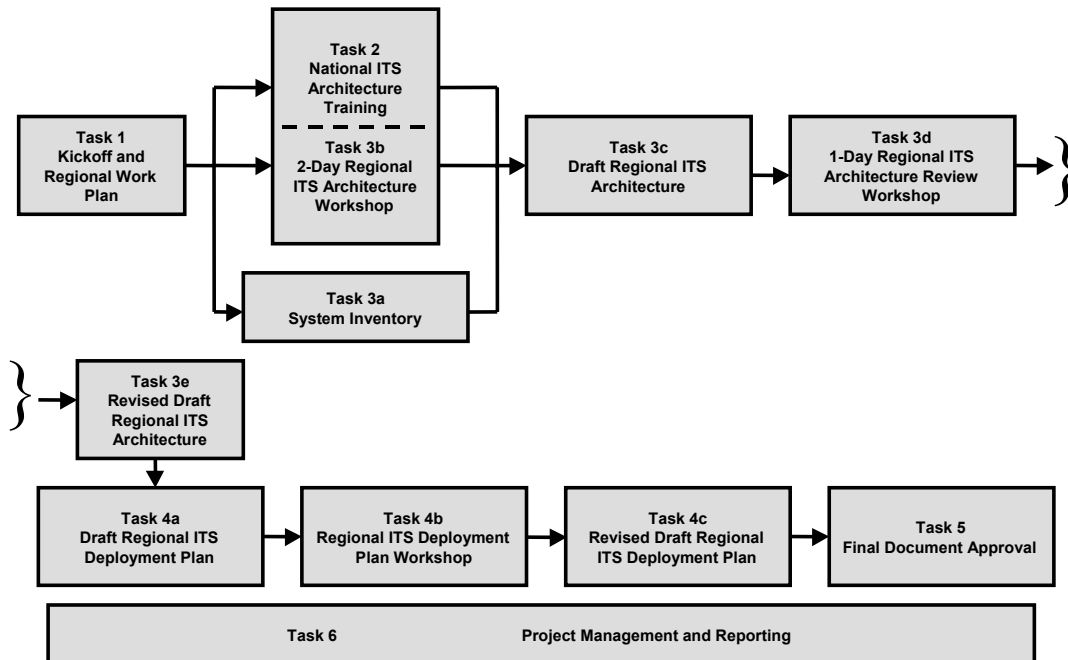 Task 1
Kickoff and
Regional Work
Plan
Task 2
National ITS
Architecture
Training
Task 3b
2-Day Regional
ITS Architecture
Workshop
Task 3a
System Inventory
Task 3c
Draft Regional ITS
Architecture
Task 3d
1-Day Regional ITS
Architecture Review
Workshop
}
}
Task 3e
Revised Draft
Regional ITS
Architecture
Task 4a
Draft Regional ITS
Deployment Plan
Task 4b
Regional ITS Deployment
Plan Workshop
Task 4c
Revised Draft Regional
ITS Deployment Plan
Task 5
Final Document Approval
Task 6 Project Management and Reporting